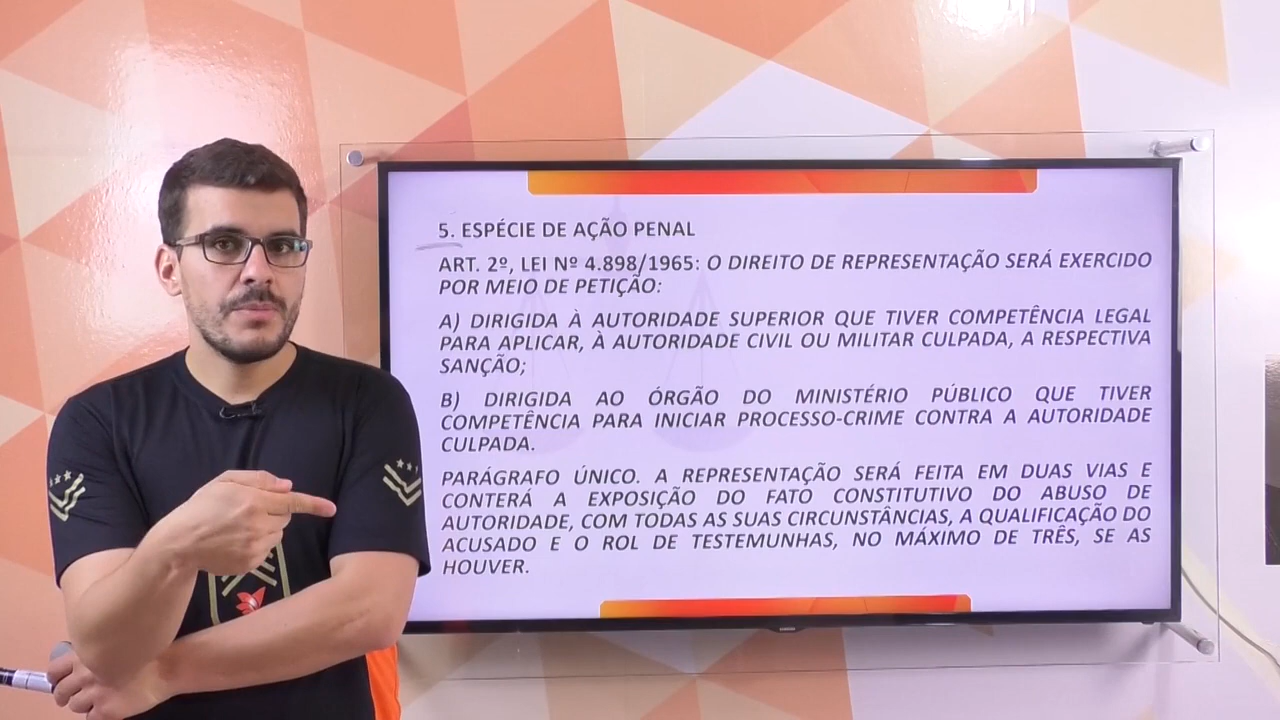 5. ESPÉCIE DE AÇÃO PENAL
ART. 2º, LEI Nº 4.898/1965: O DIREITO DE REPRESENTAÇÃO SERÁ EXERCIDO
POR MEIO DE PETIÇÃO:
A) DIRIGIDA À AUTORIDADE SUPERIOR QUE TIVER COMPETÊNCIA LEGAL
PARA APLICAR, À AUTORIDADE CIVIL OU MILITAR CULPADA, A RESPECTIVA
SANÇÃO;
B) DIRIGIDA AO ÓRGÃO DO MINISTÉRIO PÚBLICO QUE TIVER
COMPETÊNCIA PARA INICIAR PROCESSO-CRIME CONTRA A AUTORIDADE
CULPADA.
PARÁGRAFO ÚNICO. A REPRESENTAÇÃO SERÁ FEITA EM DUAS VIAS E
CONTERÁ A EXPOSIÇÃO DO FATO CONSTITUTIVO DO ABUSO DE
AUTORIDADE, COM TODAS AS SUAS CIRCUNSTÂNCIAS, A QUALIFICAÇÃO DO
ACUSADO E O ROL DE TESTEMUNHAS, NO MÁXIMO DE TRÊS, SE AS
HOUVER.